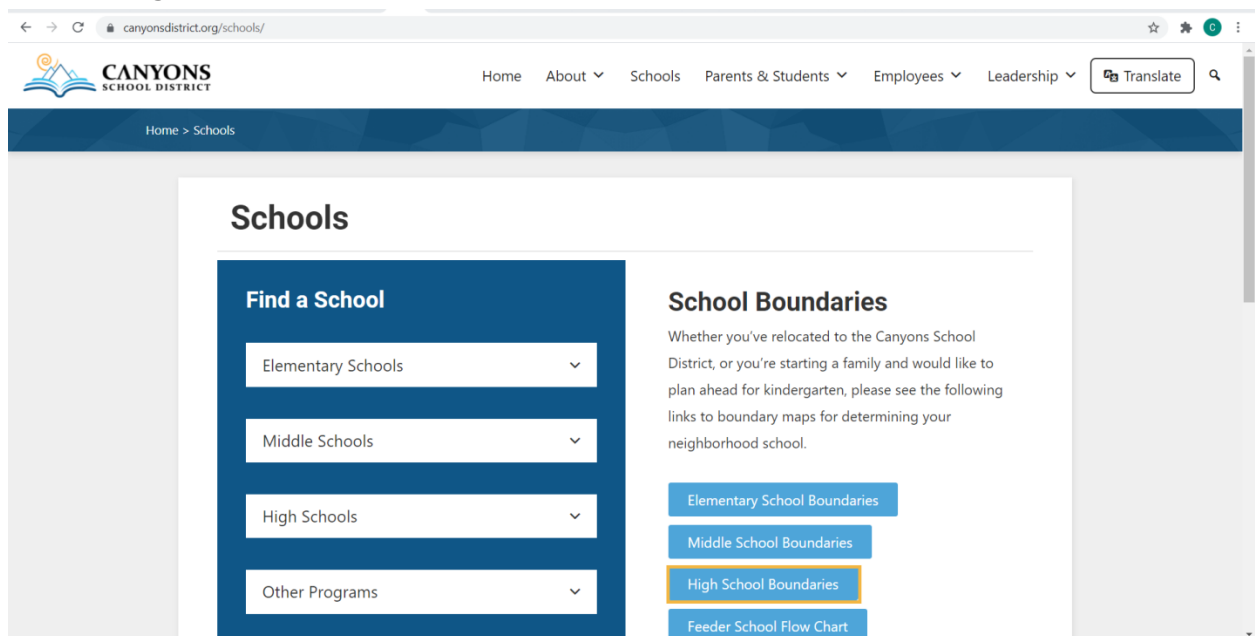 canyonsdistrict.org/schools/
C
CANYONS
SCHOOL DISTRICT
Home About Schools Parents & Students Employees Leadership Translate
Home > Schools
Schools
Find a School
Elementary Schools
Middle Schools
High Schools
Other Programs
School Boundaries
Whether you've relocated to the Canyons School
District, or you're starting a family and would like to
plan ahead for kindergarten, please see the following
links to boundary maps for determining your
neighborhood school.
Elementary School Boundaries
Middle School Boundaries
High School Boundaries
Feeder School Flow Chart